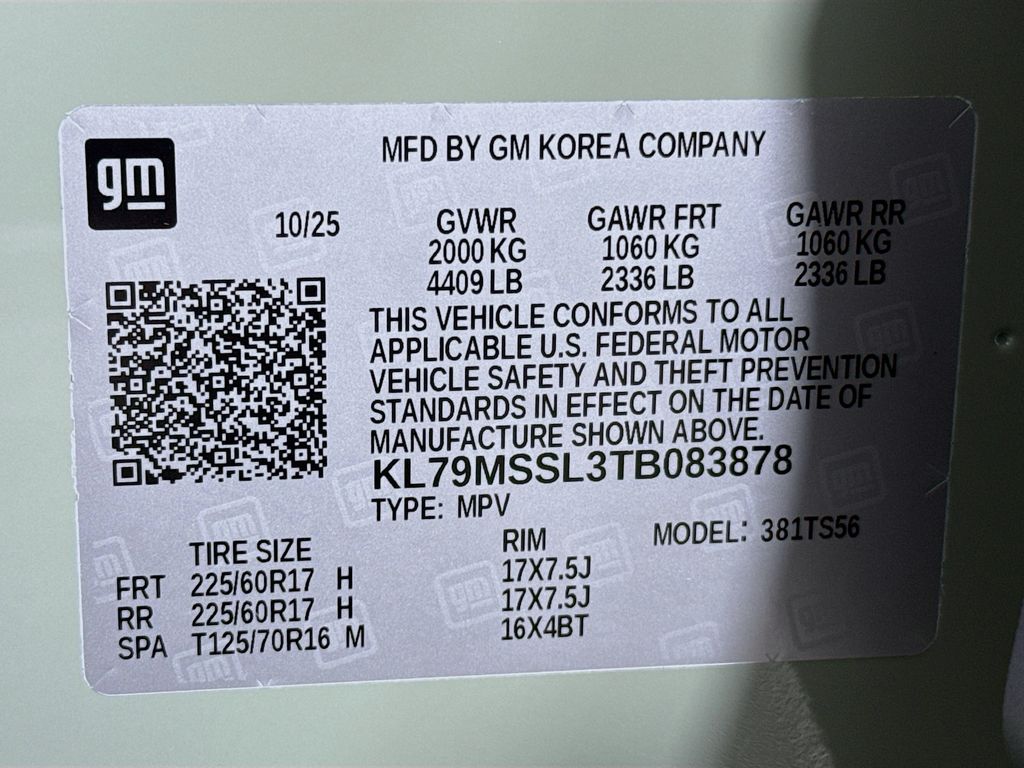 gm
MFD BY GM KOREA COMPANY
10/25 GVWR GAWR FRT GAWR RR
2000 KG 1060 KG 1060 KG
4409 LB 2336 LB 2336 LB
THIS VEHICLE CONFORMS TO ALL
APPLICABLE U.S. FEDERAL MOTOR
VEHICLE SAFETY AND THEFT PREVENTION
STANDARDS IN EFFECT ON THE DATE OF
MANUFACTURE SHOWN ABOVE.
KL79MSSL3TB083878
TYPE: MPV MODEL: 381TS56
TIRE SIZE RIM
FRT 225/60R17 H 17X7.5J
RR 225/60R17 H 17X7.5J
SPA T125/70R16 M 16X4BT